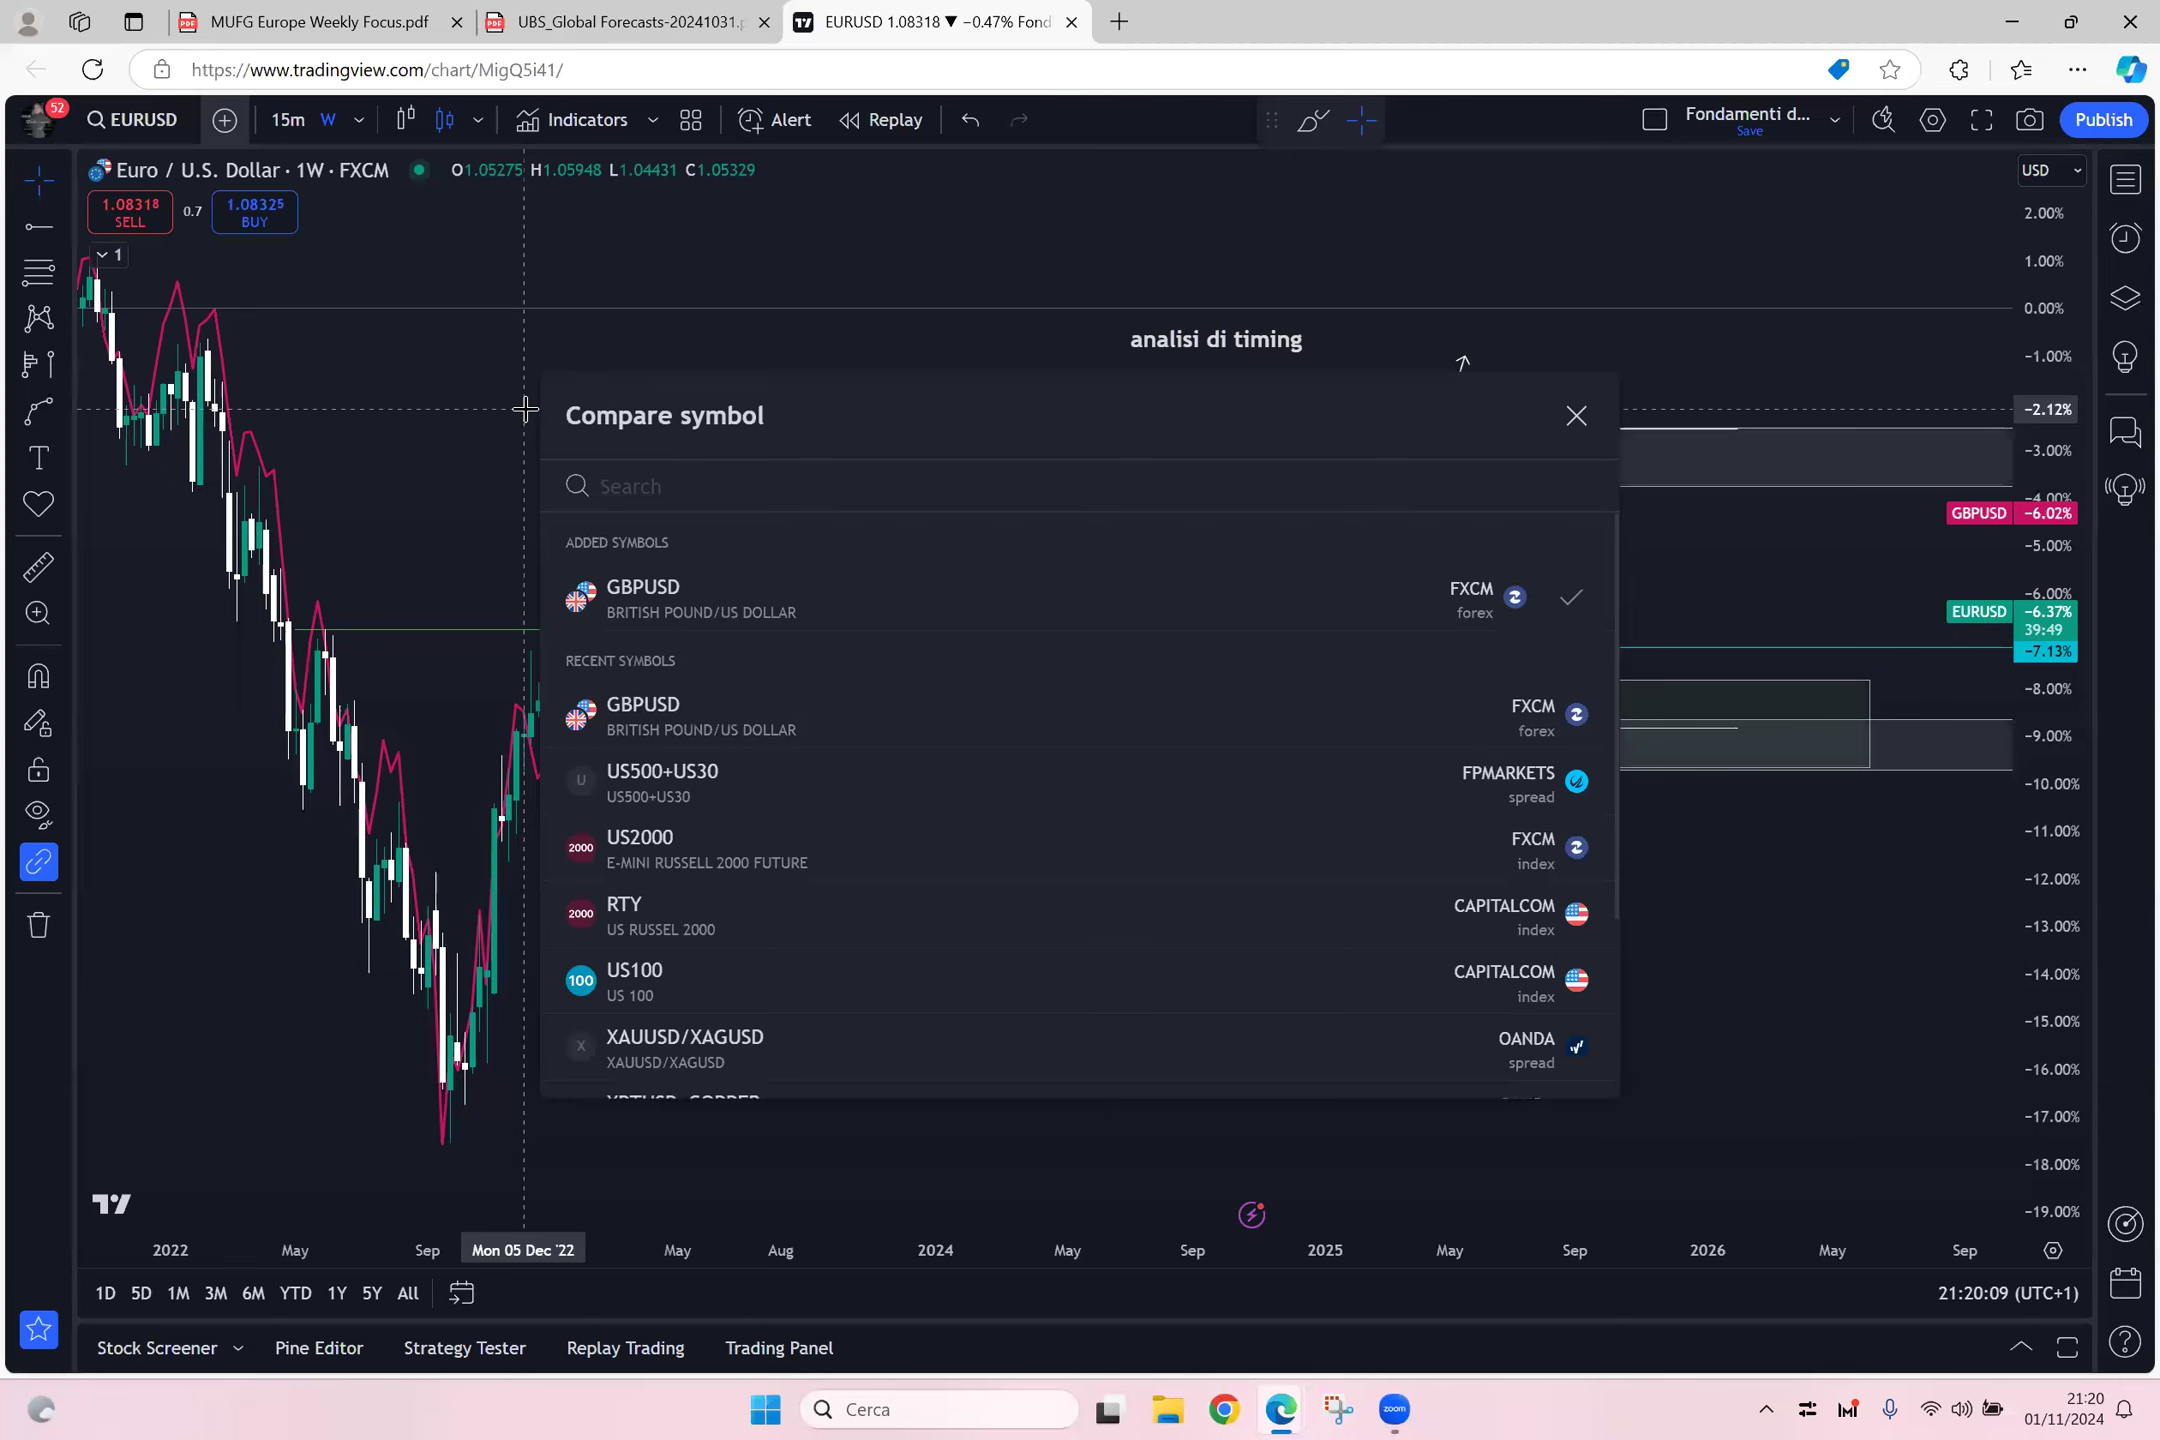 MUFG Europe Weekly Focus.pdf
UBS_Global Forecasts-20241031.
EURUSD 1.08318 ▼ −0.47% Fond
https://www.tradingview.com/chart/MigQ5i41/
52
EURUSD
15m W
Indicators
Alert
Replay
Fondamenti d...
Save
Publish
Euro / U.S. Dollar · 1W · FXCM
O1.05275 H1.05948 L1.04431 C1.05329
USD
1.08318
SELL
0.7
1.08325
BUY
1
2.00%
1.00%
0.00%
−1.00%
−2.12%
−3.00%
−4.00%
GBPUSD −6.02%
−5.00%
−6.00%
EURUSD −6.37%
39:49
−7.13%
−8.00%
−9.00%
−10.00%
−11.00%
−12.00%
−13.00%
−14.00%
−15.00%
−16.00%
−17.00%
−18.00%
−19.00%
analisi di timing
Compare symbol
Search
ADDED SYMBOLS
GBPUSD
BRITISH POUND/US DOLLAR
FXCM
forex
RECENT SYMBOLS
GBPUSD
BRITISH POUND/US DOLLAR
FXCM
forex
US500+US30
US500+US30
FPMARKETS
spread
U
US2000
E-MINI RUSSELL 2000 FUTURE
FXCM
index
2000
RTY
US RUSSEL 2000
CAPITALCOM
index
2000
US100
US 100
CAPITALCOM
index
100
XAUUSD/XAGUSD
XAUUSD/XAGUSD
OANDA
spread
X
2022 May Sep Mon 05 Dec '22 May Aug 2024 May Sep 2025 May Sep 2026 May Sep
1D 5D 1M 3M 6M YTD 1Y 5Y All
21:20:09 (UTC+1)
Stock Screener
Pine Editor
Strategy Tester
Replay Trading
Trading Panel
Cerca
zoom
21:20
01/11/2024